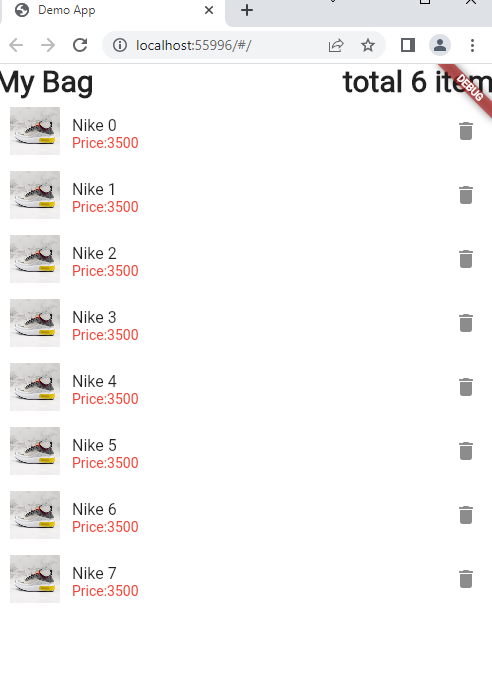 Demo App
localhost:55996/#/
My Bag total 6 item
DEBUG
Nike 0
Price:3500
Nike 1
Price:3500
Nike 2
Price:3500
Nike 3
Price:3500
Nike 4
Price:3500
Nike 5
Price:3500
Nike 6
Price:3500
Nike 7
Price:3500